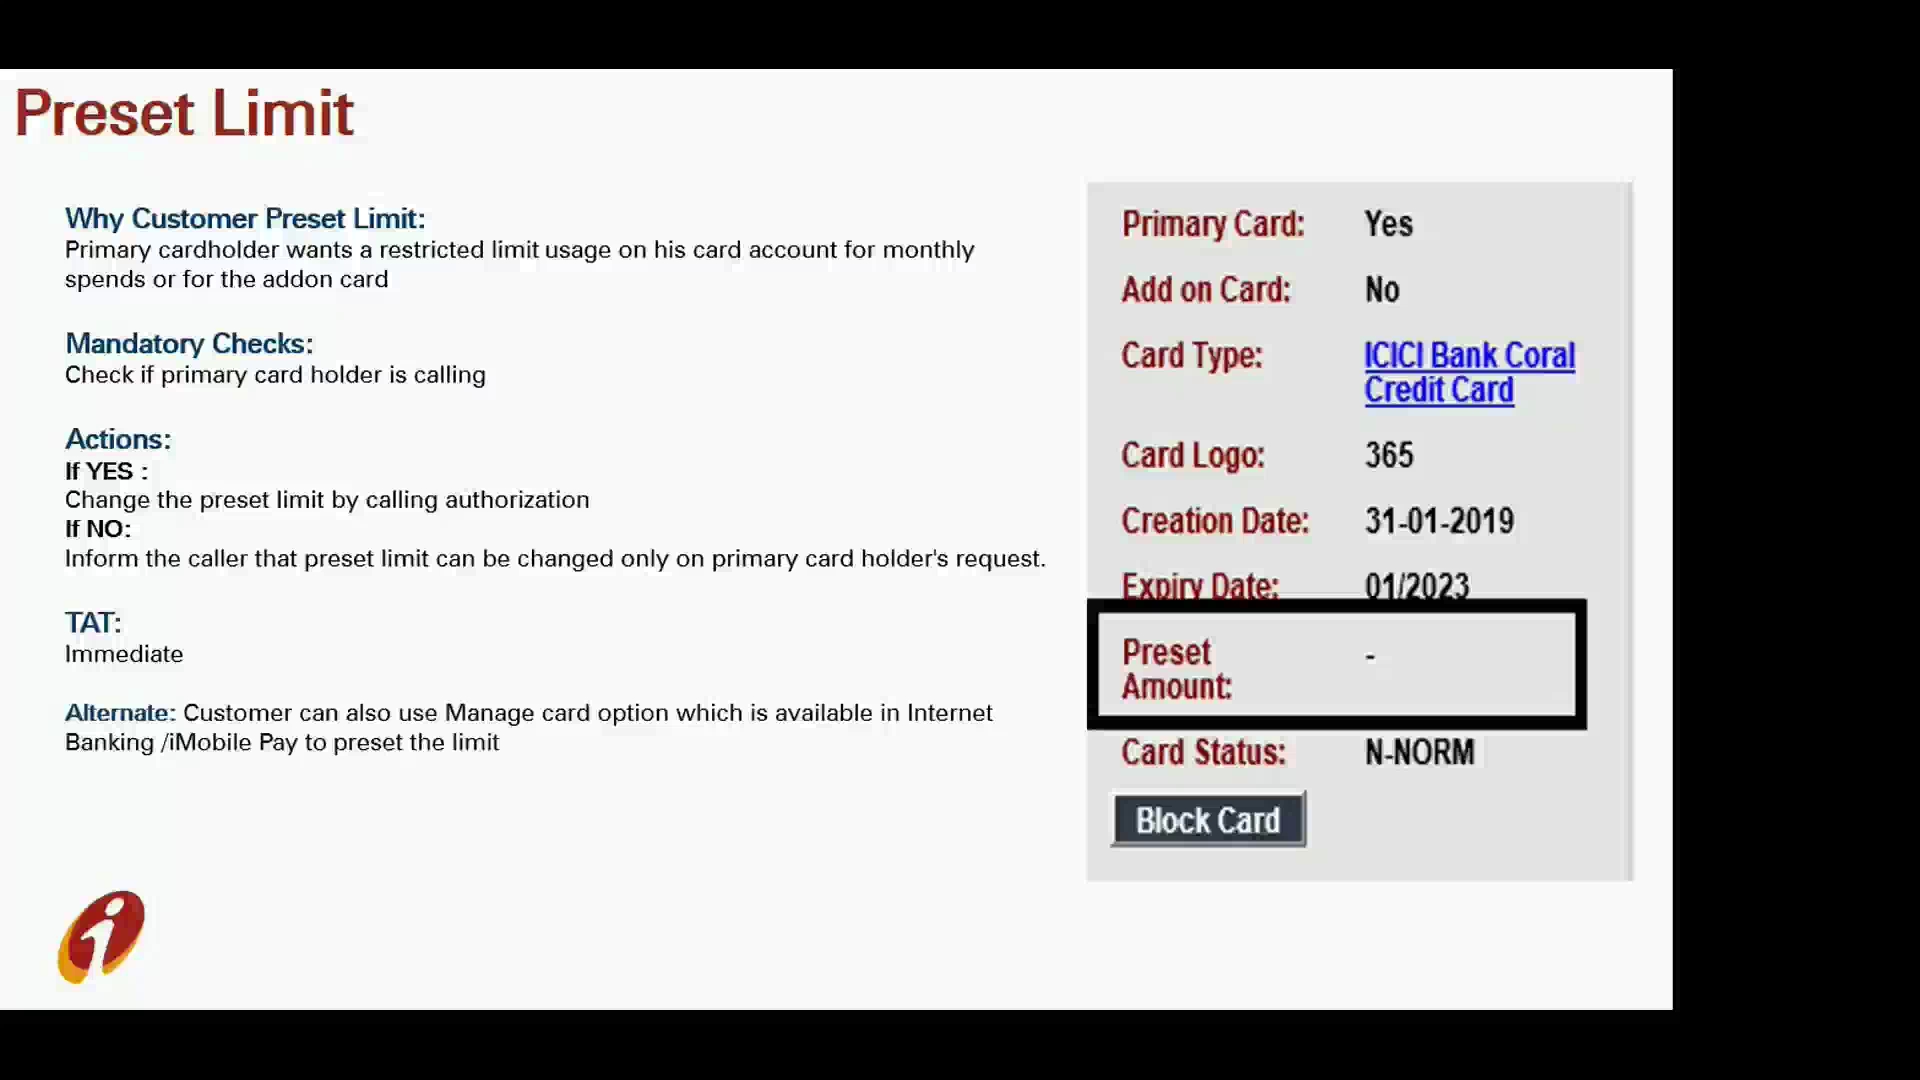 Preset Limit
Why Customer Preset Limit:
Primary cardholder wants a restricted limit usage on his card account for monthly
spends or for the addon card
Mandatory Checks:
Check if primary card holder is calling
Actions:
If YES :
Change the preset limit by calling authorization
If NO:
Inform the caller that preset limit can be changed only on primary card holder's request.
TAT:
Immediate
Alternate: Customer can also use Manage card option which is available in Internet
Banking /iMobile Pay to preset the limit
Primary Card: Yes
Add on Card: No
Card Type: ICICI Bank Coral
Credit Card
Card Logo: 365
Creation Date: 31-01-2019
Expiry Date: 01/2023
Preset -
Amount:
Card Status: N-NORM
Block Card